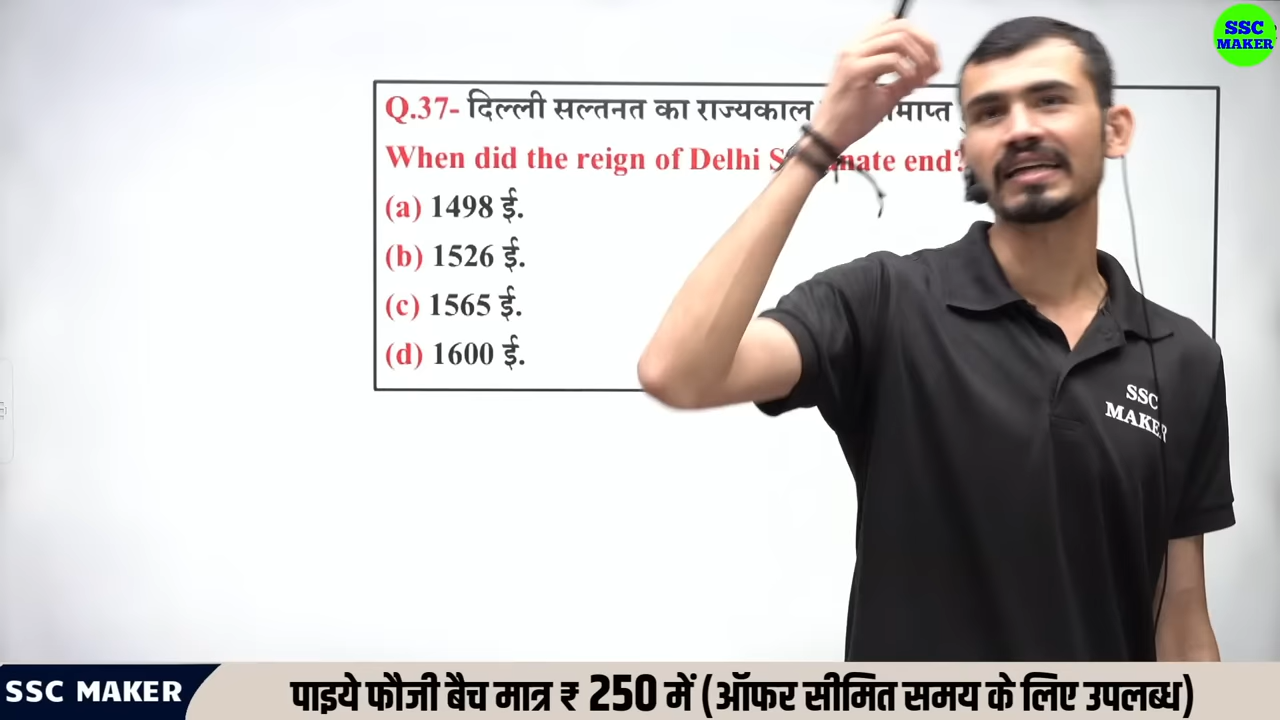 SSC
MAKER
Q.37- दिल्ली सल्तनत का राज्यकाल
When did the reign of Delhi end?
(a) 1498 ई.
(b) 1526 ई.
(c) 1565 ई.
(d) 1600 ई.
SSC
MAKER
SSC MAKER
पाइये फौजी बैच मात्र ₹ 250 में (ऑफर सीमित समय के लिए उपलब्ध)